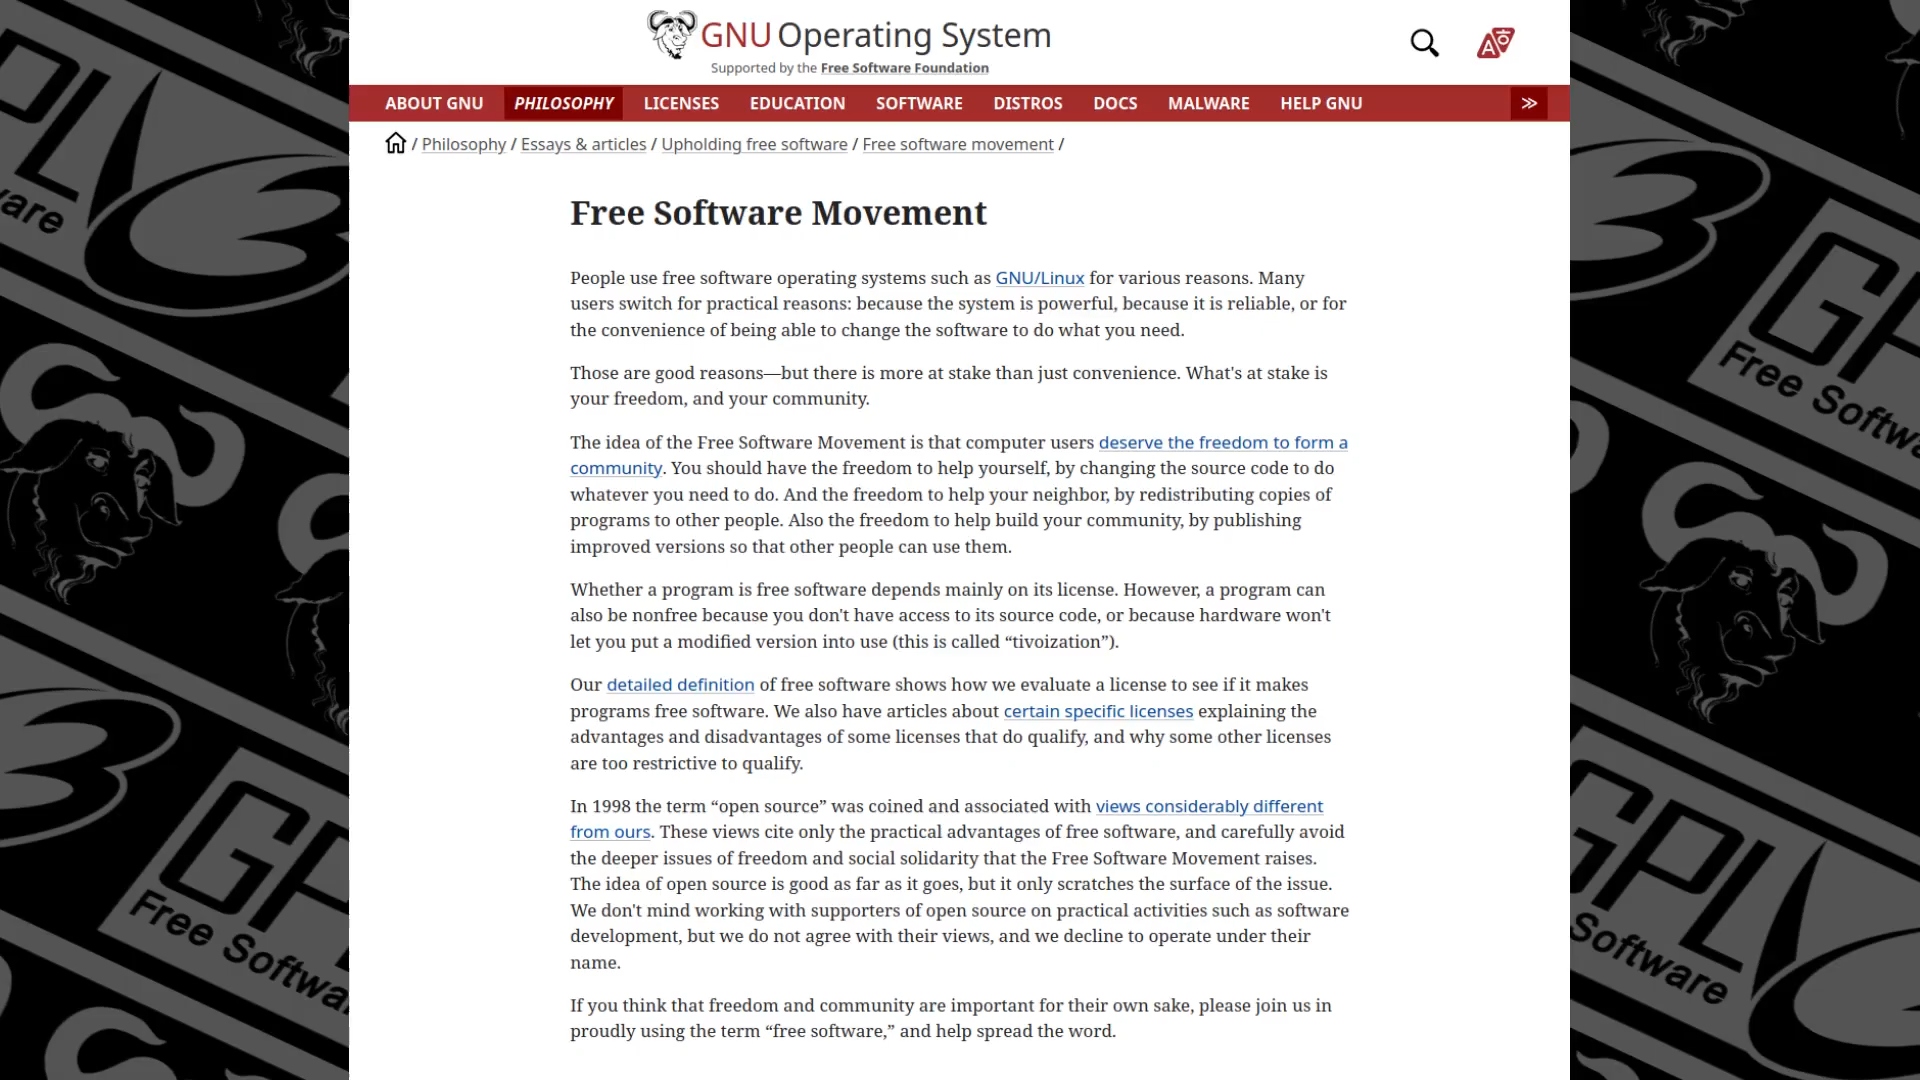 GNU Operating System
Supported by the Free Software Foundation
ABOUT GNU PHILOSOPHY LICENSES EDUCATION SOFTWARE DISTROS DOCS MALWARE HELP GNU ≫
/ Philosophy / Essays & articles / Upholding free software / Free software movement /
Free Software Movement
People use free software operating systems such as GNU/Linux for various reasons. Many
users switch for practical reasons: because the system is powerful, because it is reliable, or for
the convenience of being able to change the software to do what you need.
Those are good reasons—but there is more at stake than just convenience. What's at stake is
your freedom, and your community.
The idea of the Free Software Movement is that computer users deserve the freedom to form a
community. You should have the freedom to help yourself, by changing the source code to do
whatever you need to do. And the freedom to help your neighbor, by redistributing copies of
programs to other people. Also the freedom to help build your community, by publishing
improved versions so that other people can use them.
Whether a program is free software depends mainly on its license. However, a program can
also be nonfree because you don't have access to its source code, or because hardware won't
let you put a modified version into use (this is called “tivoization”).
Our detailed definition of free software shows how we evaluate a license to see if it makes
programs free software. We also have articles about certain specific licenses explaining the
advantages and disadvantages of some licenses that do qualify, and why some other licenses
are too restrictive to qualify.
In 1998 the term “open source” was coined and associated with views considerably different
from ours. These views cite only the practical advantages of free software, and carefully avoid
the deeper issues of freedom and social solidarity that the Free Software Movement raises.
The idea of open source is good as far as it goes, but it only scratches the surface of the issue.
We don't mind working with supporters of open source on practical activities such as software
development, but we do not agree with their views, and we decline to operate under their
name.
If you think that freedom and community are important for their own sake, please join us in
proudly using the term “free software,” and help spread the word.
GPL
Free Softwa
GP
Free Softwa
GPL
Software